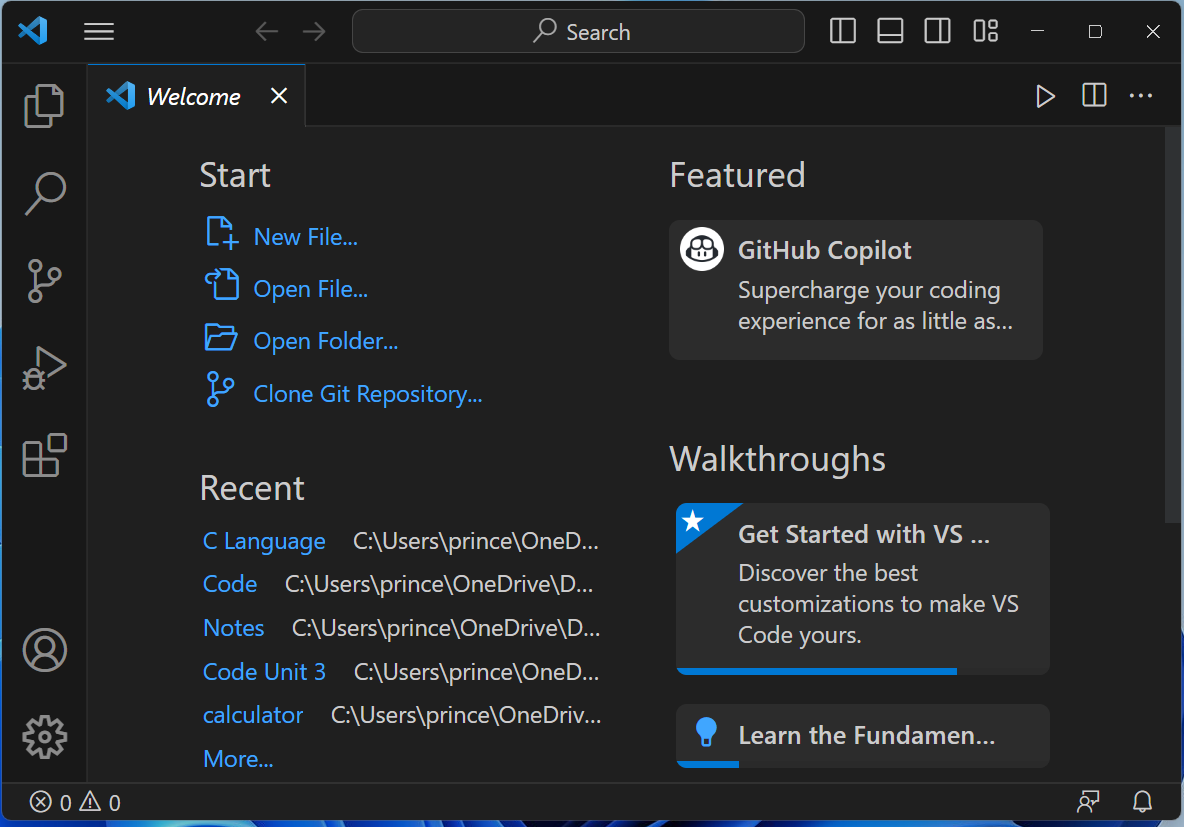 Search
Welcome
Start
New File...
Open File...
Open Folder...
Clone Git Repository...
Recent
C Language C:\Users\prince\OneD...
Code C:\Users\prince\OneDrive\D...
Notes C:\Users\prince\OneDrive\D...
Code Unit 3 C:\Users\prince\OneD...
calculator C:\Users\prince\OneDriv...
More...
Featured
GitHub Copilot
Supercharge your coding
experience for as little as...
Walkthroughs
Get Started with VS ...
Discover the best
customizations to make VS
Code yours.
Learn the Fundamen...
0 0